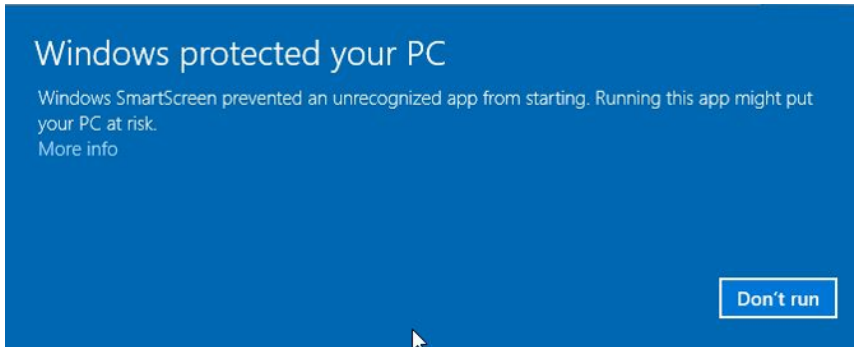 Windows protected your PC
Windows SmartScreen prevented an unrecognized app from starting. Running this app might put
your PC at risk.
More info
Don't run